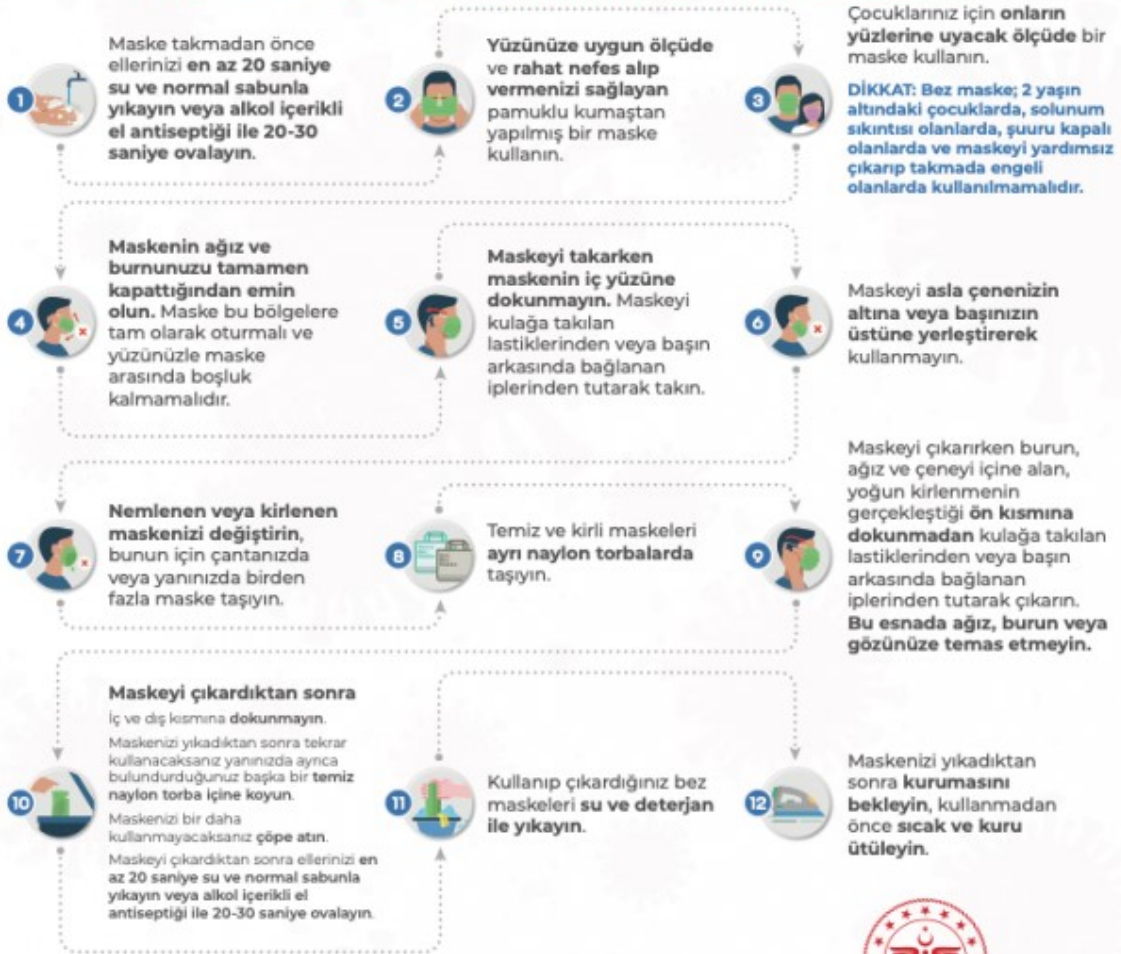 1
Maske takmadan önce
ellerinizi en az 20 saniye
su ve normal sabunla
yıkayın veya alkol içerikli
el antiseptiği ile 20-30
saniye ovalayın.
2
Yüzünüze uygun ölçüde
ve rahat nefes alıp
vermenizi sağlayan
pamuklu kumaştan
yapılmış bir maske
kullanın.
3
Çocuklarınız için onların
yüzlerine uyacak ölçüde bir
maske kullanın.
DİKKAT: Bez maske; 2 yaşın
altındaki çocuklarda, solunum
sıkıntısı olanlarda, şuuru kapalı
olanlarda ve maskeyi yardımsız
çıkarıp takmada engeli
olanlarda kullanılmamalıdır.
4
Maskenin ağız ve
burnunuzu tamamen
kapattığından emin
olun. Maske bu bölgelere
tam olarak oturmalı ve
yüzünüzle maske
arasında boşluk
kalmamalıdır.
5
Maskeyi takarken
maskenin iç yüzüne
dokunmayın. Maskeyi
kulağa takılan
lastiklerinden veya başın
arkasında bağlanan
iplerinden tutarak takın.
6
Maskeyi asla çenenizin
altına veya başınızın
üstüne yerleştirerek
kullanmayın.
7
Nemlenen veya kirlenen
maskenizi değiştirin,
bunun için çantanızda
veya yanınızda birden
fazla maske taşıyın.
8
Temiz ve kirli maskeleri
ayrı naylon torbalarda
taşıyın.
9
Maskeyi çıkarırken burun,
ağız ve çeneyi içine alan,
yoğun kirlenmenin
gerçekleştiği ön kısmına
dokunmadan kulağa takılan
lastiklerinden veya başın
arkasında bağlanan
iplerinden tutarak çıkarın.
Bu esnada ağız, burun veya
gözünüze temas etmeyin.
10
Maskeyi çıkardıktan sonra
İç ve dış kısmına dokunmayın.
Maskenizi yıkadıktan sonra tekrar
kullanacaksanız yanınızda ayrıca
bulundurduğunuz başka bir temiz
naylon torba içine koyun.
Maskenizi bir daha
kullanmayacaksanız çöpe atın.
Maskeyi çıkardıktan sonra ellerinizi en
az 20 saniye su ve normal sabunla
yıkayın veya alkol içerikli el
antiseptiği ile 20-30 saniye ovalayın.
11
Kullanıp çıkardığınız bez
maskeleri su ve deterjan
ile yıkayın.
12
Maskenizi yıkadıktan
sonra kurumasını
bekleyin, kullanmadan
önce sıcak ve kuru
ütüleyin.